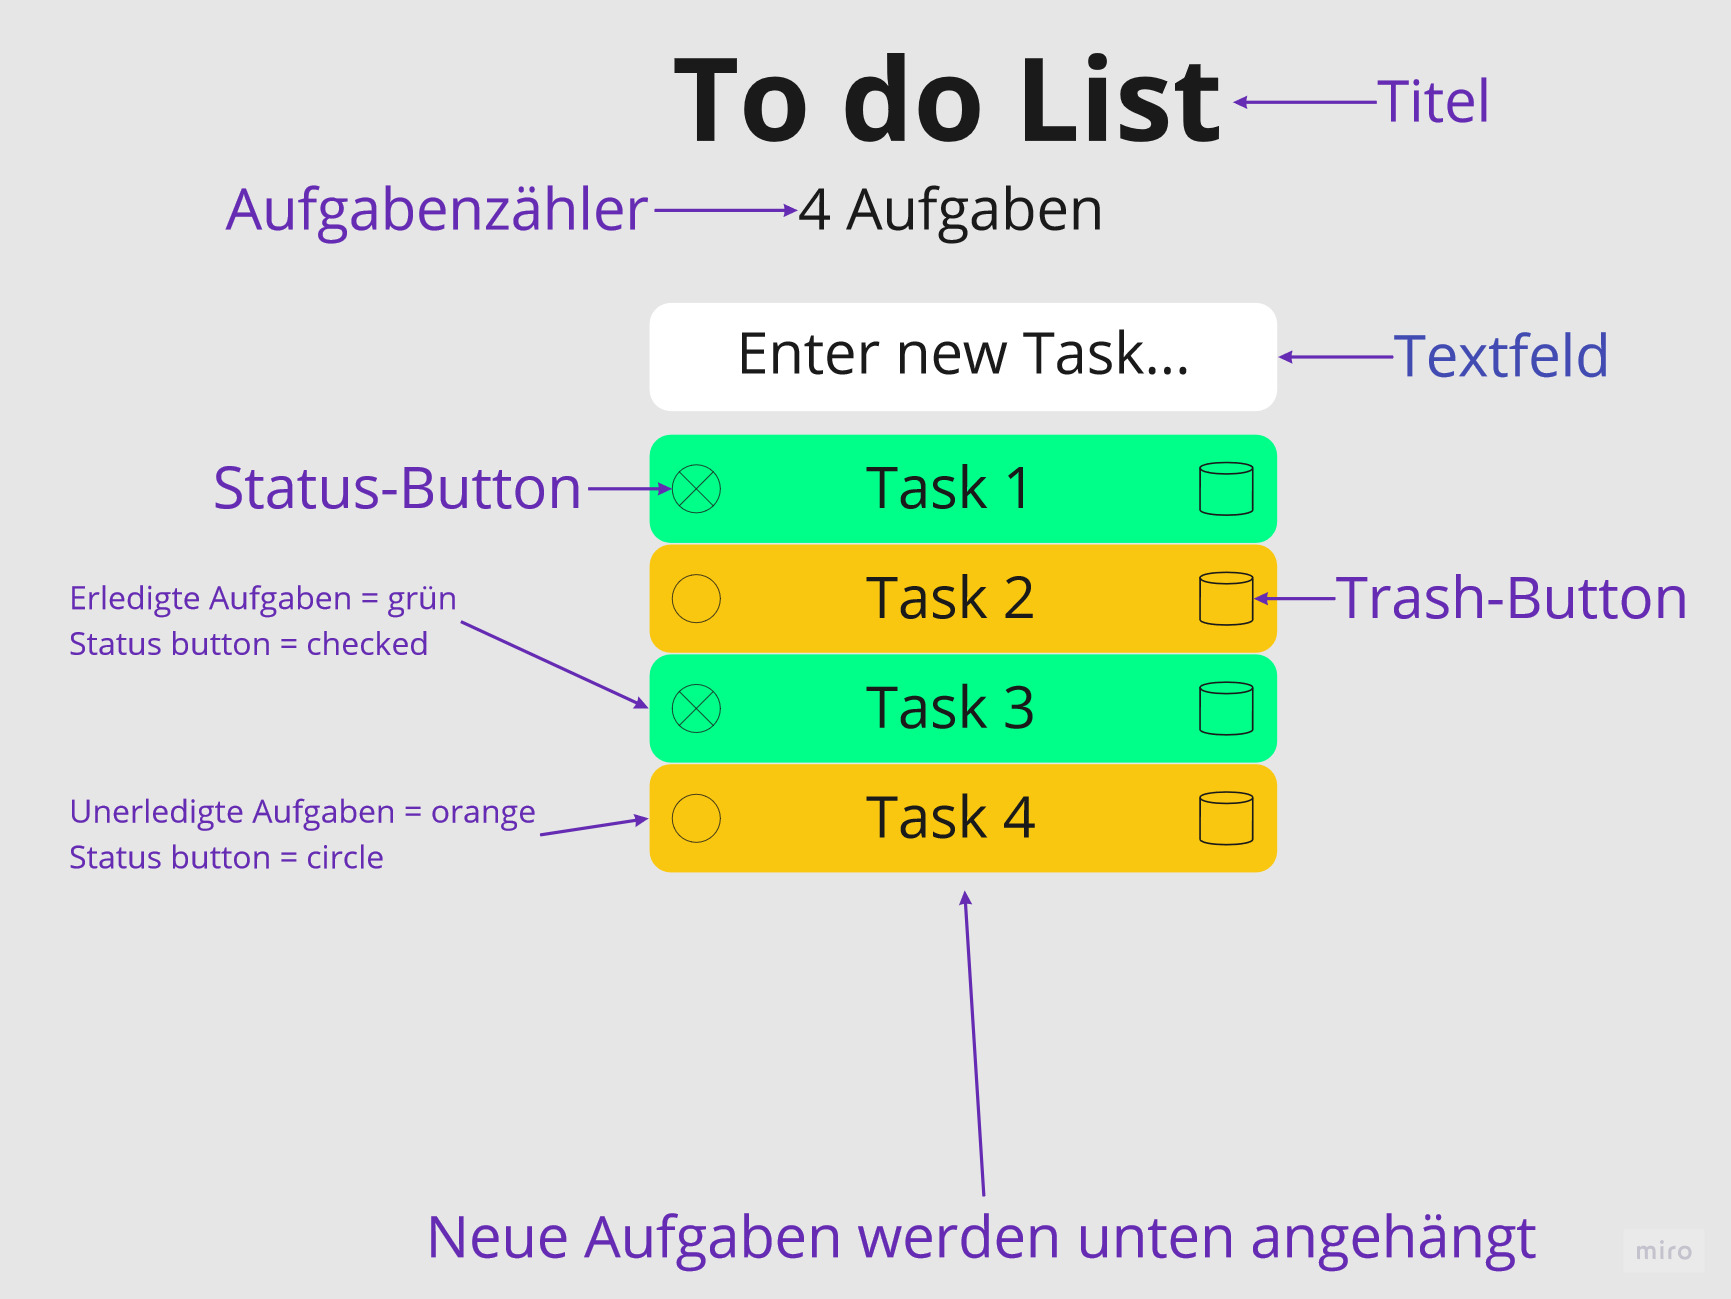 To do List
Titel
Aufgabenzähler
4 Aufgaben
Enter new Task...
Textfeld
Status-Button
Task 1
Erledigte Aufgaben = grün
Status button = checked
Task 2
Trash-Button
Task 3
Unerledigte Aufgaben = orange
Status button = circle
Task 4
Neue Aufgaben werden unten angehängt
miro